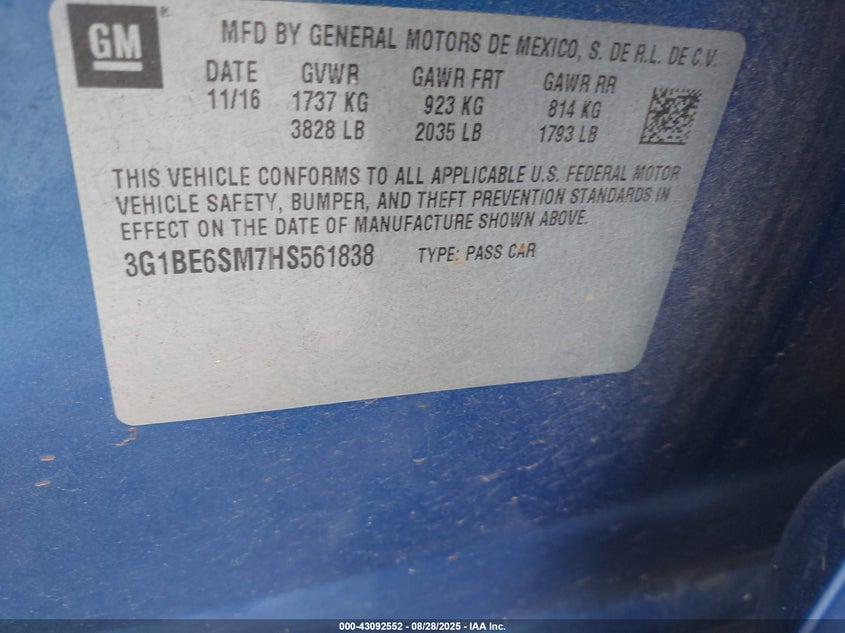 GM
MFD BY GENERAL MOTORS DE MEXICO, S. DE R.L. DE C.V.
DATE GVWR GAWR FRT GAWR RR
11/16 1737 KG 923 KG 814 KG
3828 LB 2035 LB 1793 LB
THIS VEHICLE CONFORMS TO ALL APPLICABLE U.S. FEDERAL MOTOR
VEHICLE SAFETY, BUMPER, AND THEFT PREVENTION STANDARDS IN
EFFECT ON THE DATE OF MANUFACTURE SHOWN ABOVE.
3G1BE6SM7HS561838 TYPE: PASS CAR
000-43092552 - 08/28/2025 - IAA Inc.